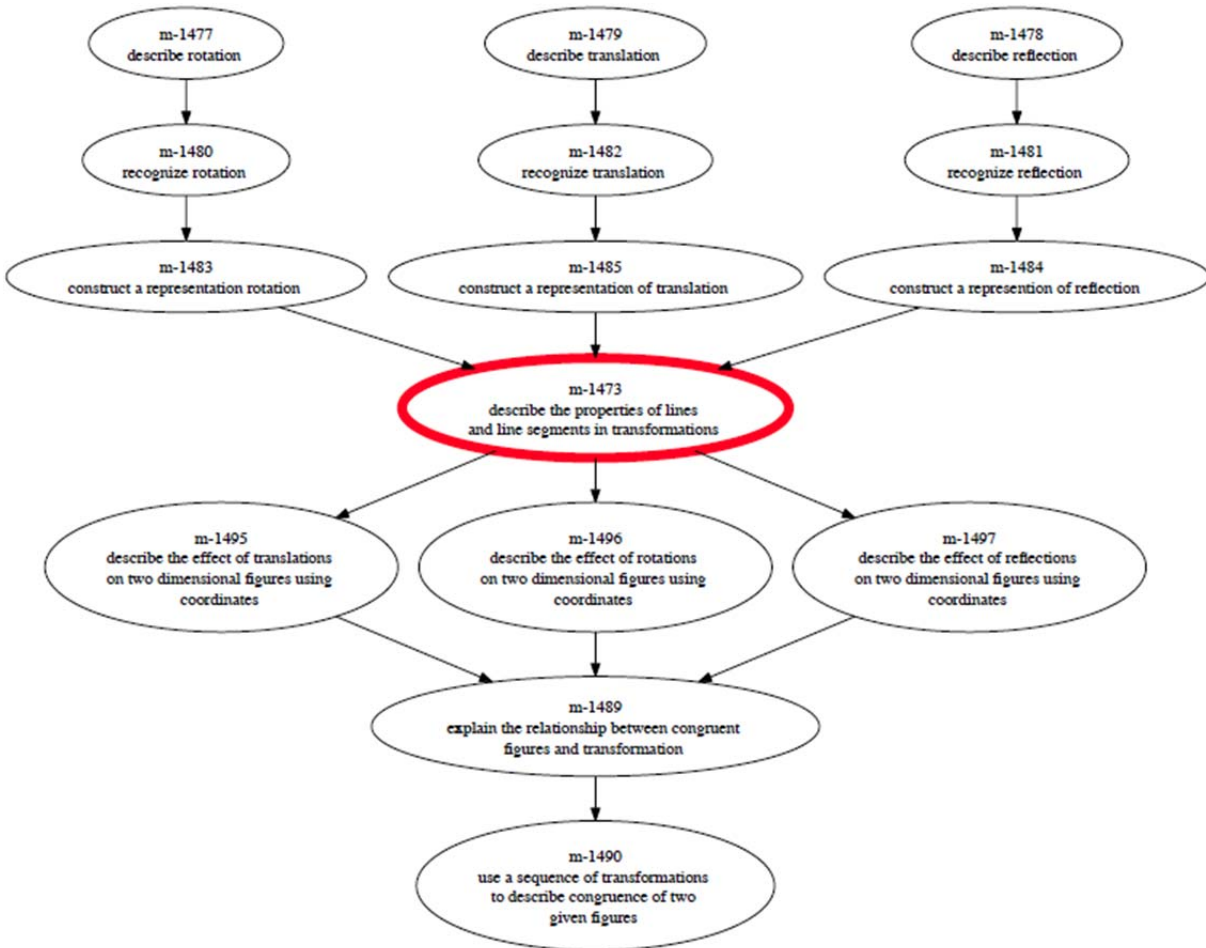 m-1477
describe rotation
m-1479
describe translation
m-1478
describe reflection
m-1480
recognize rotation
m-1482
recognize translation
m-1481
recognize reflection
m-1483
construct a representation rotation
m-1485
construct a representation of translation
m-1484
construct a represention of reflection
m-1473
describe the properties of lines
and line segments in transformations
m-1495
describe the effect of translations
on two dimensional figures using
coordinates
m-1496
describe the effect of rotations
on two dimensional figures using
coordinates
m-1497
describe the effect of reflections
on two dimensional figures using
coordinates
m-1489
explain the relationship between congruent
figures and transformation
m-1490
use a sequence of transformations
to describe congruence of two
given figures